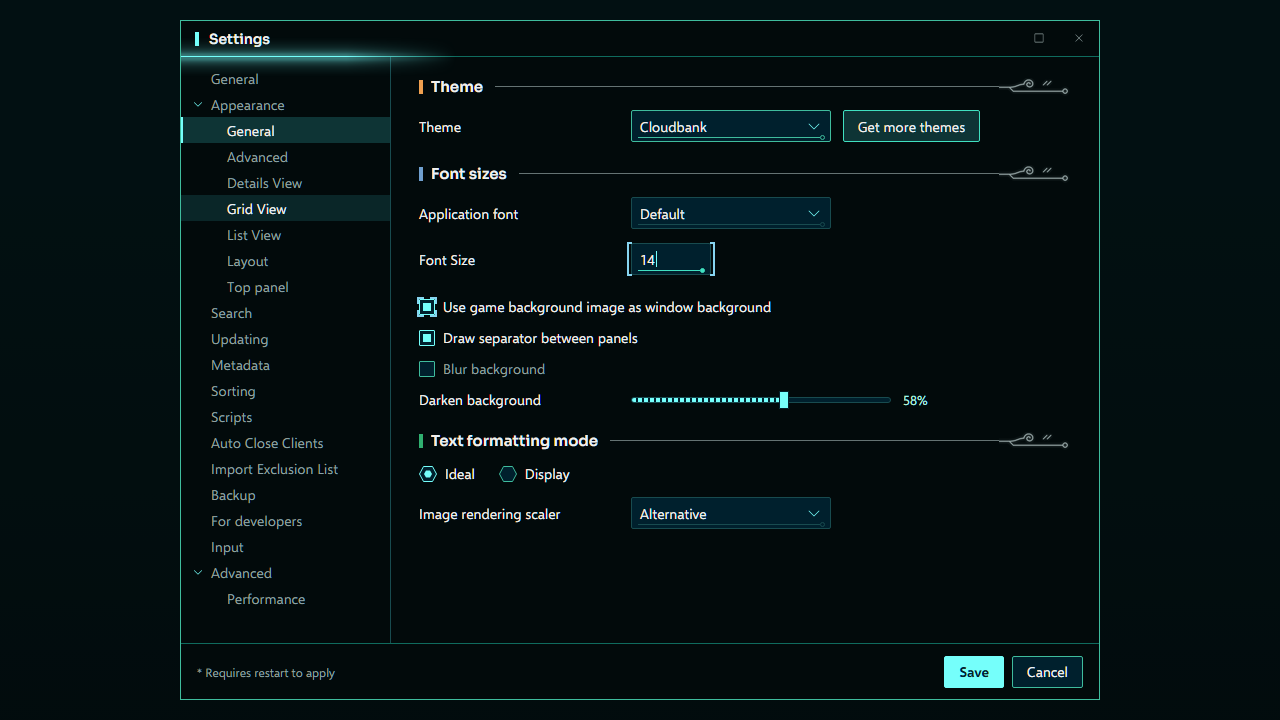 Settings
General
Appearance
General
Advanced
Details View
Grid View
List View
Layout
Top panel
Search
Updating
Metadata
Sorting
Scripts
Auto Close Clients
Import Exclusion List
Backup
For developers
Input
Advanced
Performance
Theme
Theme Cloudbank Get more themes
Font sizes
Application font Default
Font Size 14
Use game background image as window background
Draw separator between panels
Blur background
Darken background 58%
Text formatting mode
Ideal Display
Image rendering scaler Alternative
* Requires restart to apply
Save Cancel